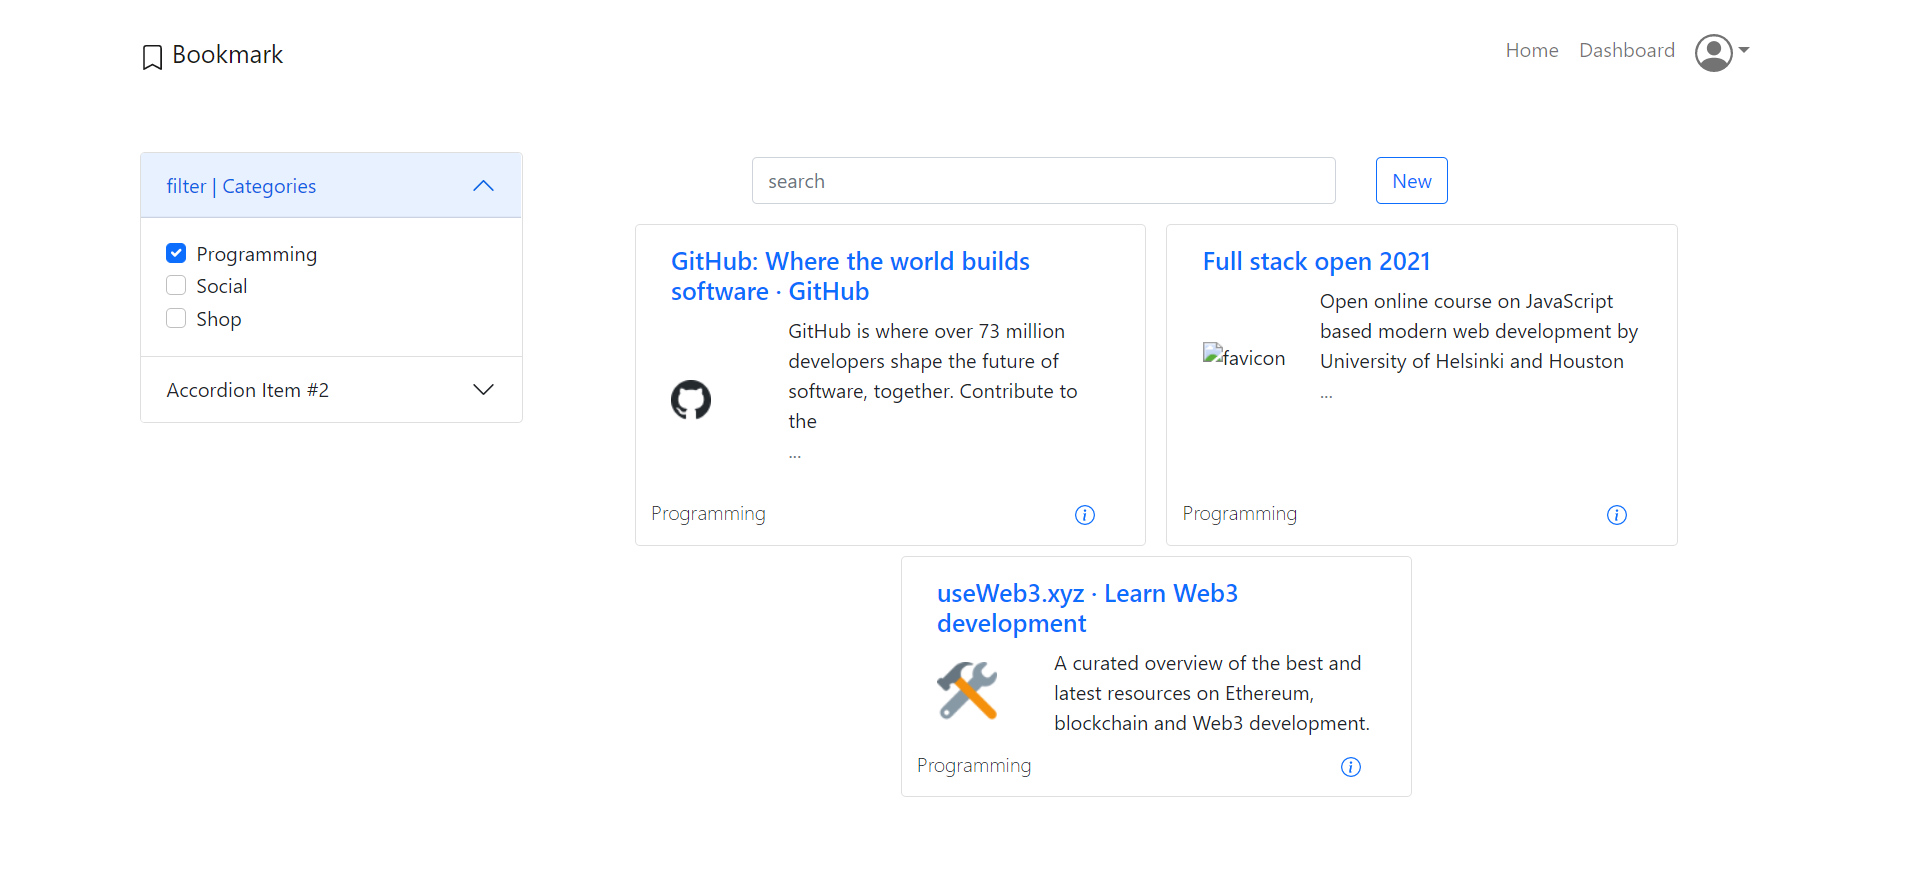 Bookmark
Home Dashboard
filter | Categories
Programming
Social
Shop
Accordion Item #2
search
New
GitHub: Where the world builds
software · GitHub
GitHub is where over 73 million
developers shape the future of
software, together. Contribute to
the
...
Programming
Full stack open 2021
favicon
Open online course on JavaScript
based modern web development by
University of Helsinki and Houston
...
Programming
useWeb3.xyz · Learn Web3
development
A curated overview of the best and
latest resources on Ethereum,
blockchain and Web3 development.
Programming